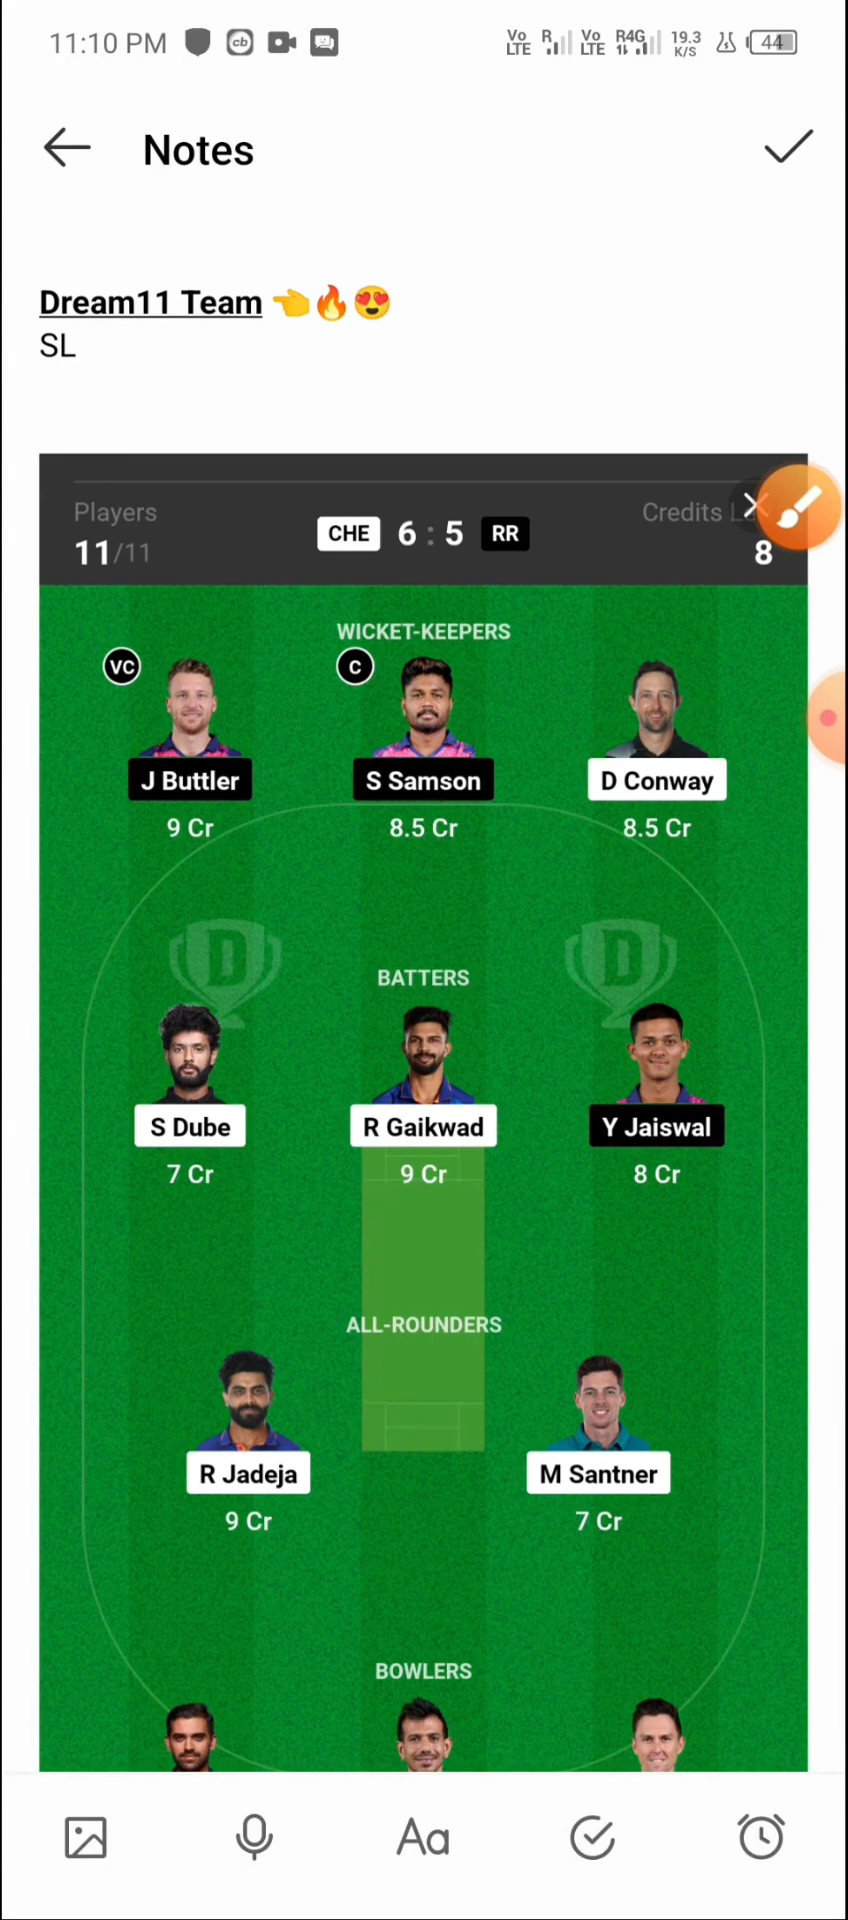 11:10 PM cb Vo LTE R Vo LTE R4G 19.3 K/S 44
Notes
Dream11 Team 👈🔥😍
SL
Players
Credits
11/11
CHE 6 : 5 RR
8
WICKET-KEEPERS
VC C
J Buttler S Samson D Conway
9 Cr 8.5 Cr 8.5 Cr
D D
BATTERS
S Dube R Gaikwad Y Jaiswal
7 Cr 9 Cr 8 Cr
ALL-ROUNDERS
R Jadeja M Santner
9 Cr 7 Cr
BOWLERS
Aa